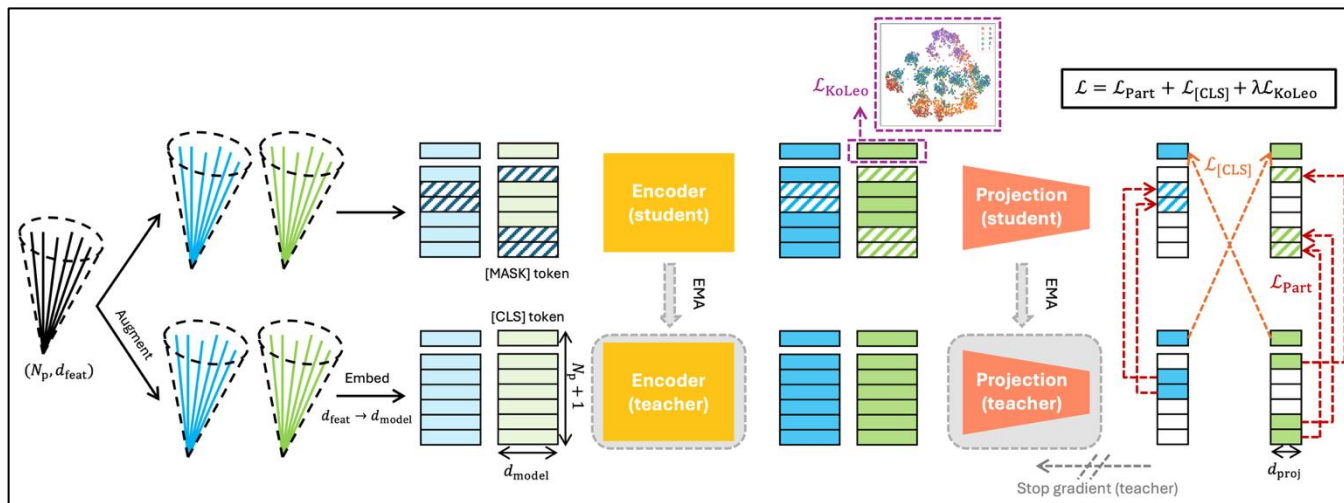 ℒ_KoLeo
ℒ = ℒ_Part + ℒ_[CLS] + λℒ_KoLeo
(N_p, d_feat)
Augment
[MASK] token
[CLS] token
Embed
d_feat → d_model
N_p + 1
d_model
Encoder
(student)
EMA
Encoder
(teacher)
Projection
(student)
EMA
Projection
(teacher)
ℒ_[CLS]
ℒ_Part
d_proj
Stop gradient (teacher)